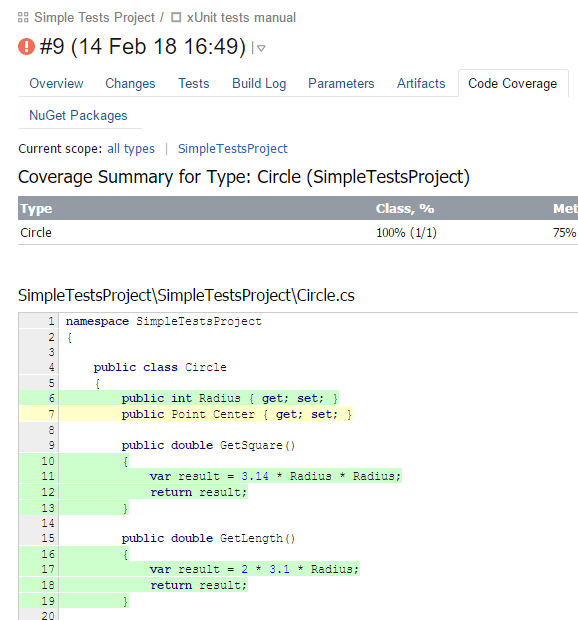 Simple Tests Project / xUnit tests manual
#9 (14 Feb 18 16:49)
Overview Changes Tests Build Log Parameters Artifacts Code Coverage
NuGet Packages
Current scope: all types | SimpleTestsProject
Coverage Summary for Type: Circle (SimpleTestsProject)
Type Class, % Met
Circle 100% (1/1) 75%
SimpleTestsProject\SimpleTestsProject\Circle.cs
1 namespace SimpleTestsProject
2 {
3
4 public class Circle
5 {
6 public int Radius { get; set; }
7 public Point Center { get; set; }
8
9 public double GetSquare()
10 {
11 var result = 3.14 * Radius * Radius;
12 return result;
13 }
14
15 public double GetLength()
16 {
17 var result = 2 * 3.1 * Radius;
18 return result;
19 }
20